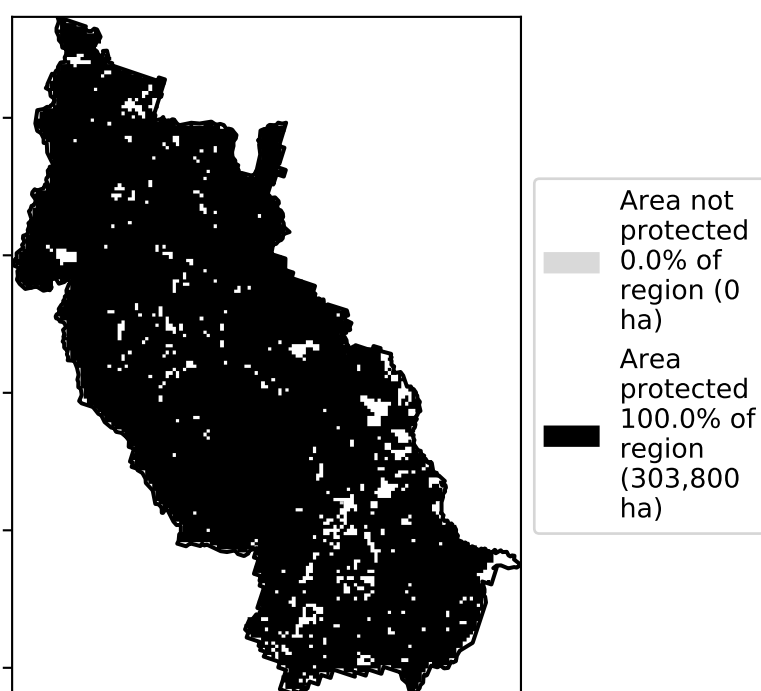 Area not
protected
0.0% of
region (0
ha)
Area
protected
100.0% of
region
(303,800
ha)